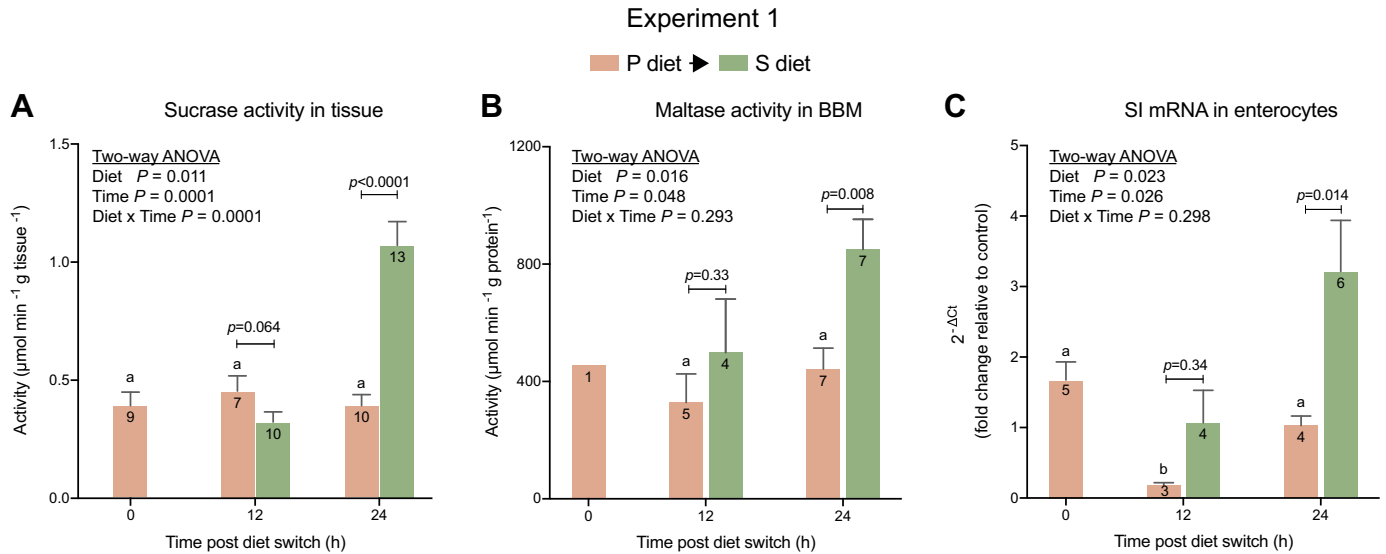 Experiment 1
P diet S diet
A Sucrase activity in tissue
Activity (µmol min⁻¹ g tissue⁻¹)
1.5
1.0
0.5
0.0
Two-way ANOVA
Diet P = 0.011
Time P = 0.0001
Diet x Time P = 0.0001
p<0.0001
p=0.064
a
a
a
9
7
10
10
13
0 12 24
Time post diet switch (h)
B Maltase activity in BBM
Activity (µmol min⁻¹ g protein⁻¹)
1200
800
400
0
Two-way ANOVA
Diet P = 0.016
Time P = 0.048
Diet x Time P = 0.293
p=0.008
p=0.33
a
a
1
5
4
7
7
0 12 24
Time post diet switch (h)
C SI mRNA in enterocytes
2^-ΔCt
(fold change relative to control)
5
4
3
2
1
0
Two-way ANOVA
Diet P = 0.023
Time P = 0.026
Diet x Time P = 0.298
p=0.014
p=0.34
a
b
a
5
3
4
4
6
0 12 24
Time post diet switch (h)